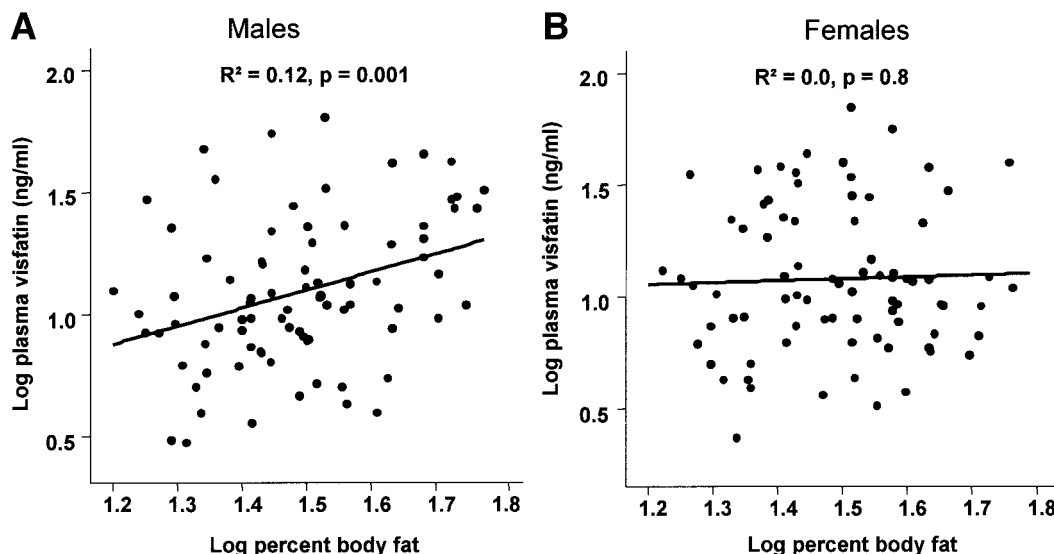 A
Males
R² = 0.12, p = 0.001
Log plasma visfatin (ng/ml)
2.0
1.5
1.0
0.5
1.2 1.3 1.4 1.5 1.6 1.7 1.8
Log percent body fat
B
Females
R² = 0.0, p = 0.8
Log plasma visfatin (ng/ml)
2.0
1.5
1.0
0.5
1.2 1.3 1.4 1.5 1.6 1.7 1.8
Log percent body fat